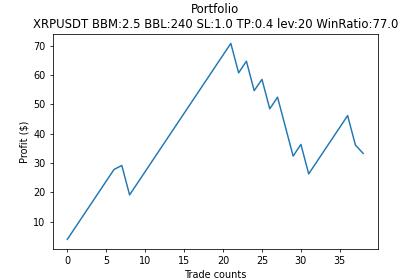 Portfolio
XRPUSDT BBM:2.5 BBL:240 SL:1.0 TP:0.4 lev:20 WinRatio:77.0
70
60
50
40
30
20
10
Profit ($)
0 5 10 15 20 25 30 35
Trade counts